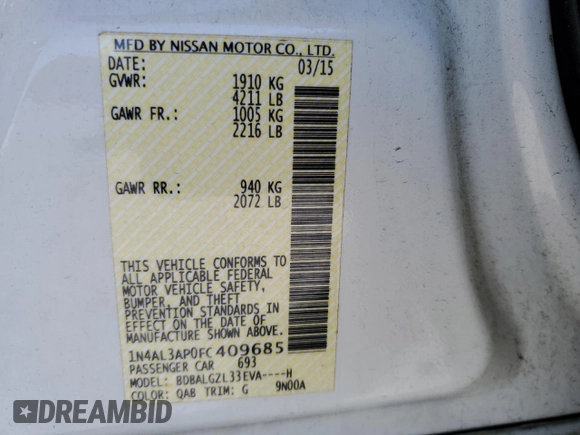 MFD BY NISSAN MOTOR CO., LTD.
DATE: 03/15
GVWR: 1910 KG
4211 LB
GAWR FR.: 1005 KG
2216 LB
GAWR RR.: 940 KG
2072 LB
THIS VEHICLE CONFORMS TO
ALL APPLICABLE FEDERAL
MOTOR VEHICLE SAFETY,
BUMPER, AND THEFT
PREVENTION STANDARDS IN
EFFECT ON THE DATE OF
MANUFACTURE SHOWN ABOVE.
1N4AL3AP0FC409685
PASSENGER CAR 693
MODEL: BDBALGZL33EVA----H
COLOR: QAB TRIM: G 9N00A
DREAMBID